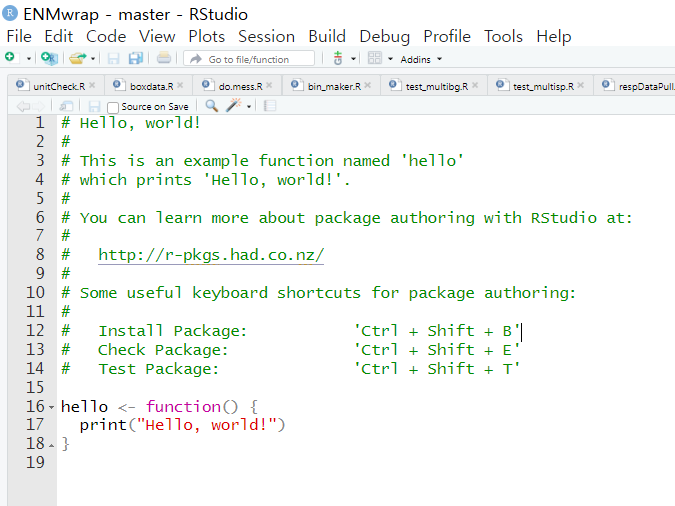 ENMwrap - master - RStudio
File Edit Code View Plots Session Build Debug Profile Tools Help
Go to file/function Addins
unitCheck.R boxdata.R do.mess.R bin_maker.R test_multibg.R test_multisp.R respDataPull.
Source on Save
1 # Hello, world!
2 #
3 # This is an example function named 'hello'
4 # which prints 'Hello, world!'.
5 #
6 # You can learn more about package authoring with RStudio at:
7 #
8 #   http://r-pkgs.had.co.nz/
9 #
10 # Some useful keyboard shortcuts for package authoring:
11 #
12 #   Install Package:           'Ctrl + Shift + B'
13 #   Check Package:             'Ctrl + Shift + E'
14 #   Test Package:              'Ctrl + Shift + T'
15
16 hello <- function() {
17   print("Hello, world!")
18 }
19